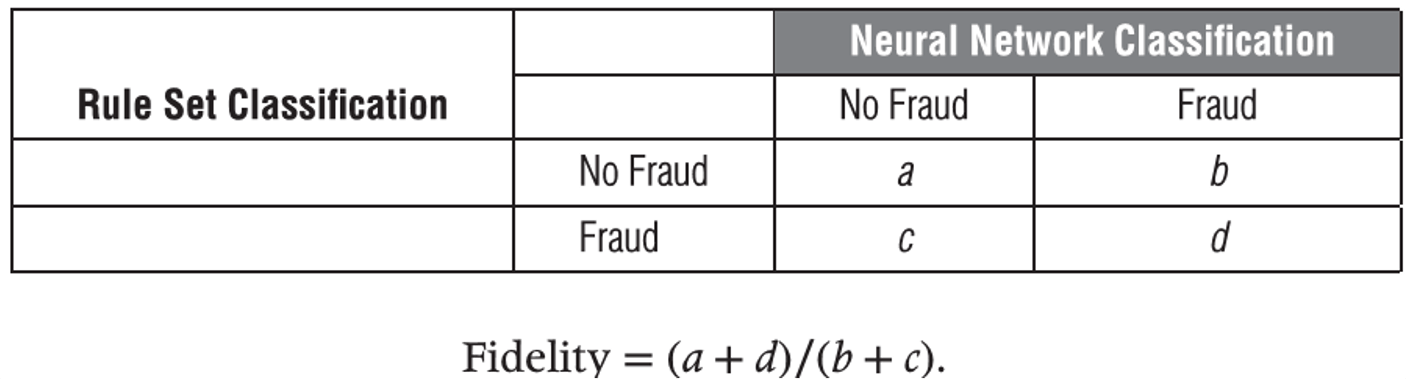 Neural Network Classification
Rule Set Classification No Fraud Fraud
No Fraud a b
Fraud c d
Fidelity = (a + d)/(b + c).